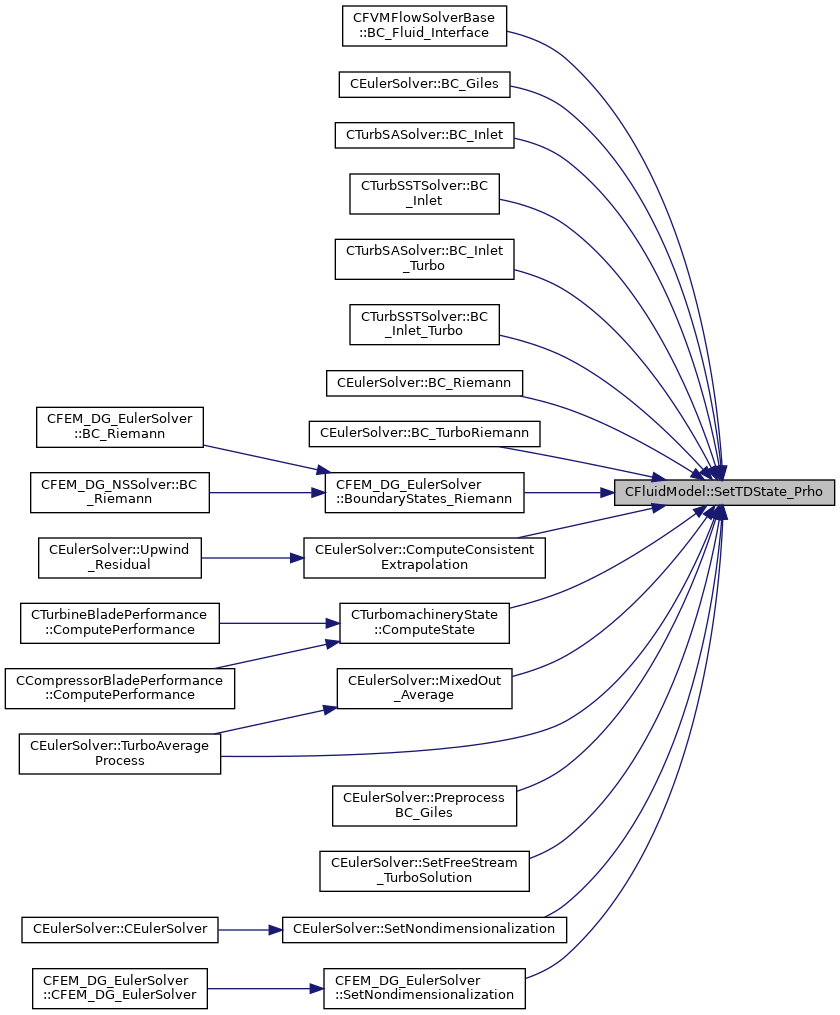 CFVMFlowSolverBase
::BC_Fluid_Interface
CEulerSolver::BC_Giles
CTurbSASolver::BC_Inlet
CTurbSSTSolver::BC
_Inlet
CTurbSASolver::BC_Inlet
_Turbo
CTurbSSTSolver::BC
_Inlet_Turbo
CEulerSolver::BC_Riemann
CFEM_DG_EulerSolver
::BC_Riemann
CEulerSolver::BC_TurboRiemann
CFEM_DG_NSSolver::BC
_Riemann
CFEM_DG_EulerSolver
::BoundaryStates_Riemann
CFluidModel::SetTDState_Prho
CEulerSolver::Upwind
_Residual
CEulerSolver::ComputeConsistent
Extrapolation
CTurbineBladePerformance
::ComputePerformance
CTurbomachineryState
::ComputeState
CCompressorBladePerformance
::ComputePerformance
CEulerSolver::MixedOut
_Average
CEulerSolver::TurboAverage
Process
CEulerSolver::Preprocess
BC_Giles
CEulerSolver::SetFreeStream
_TurboSolution
CEulerSolver::CEulerSolver
CEulerSolver::SetNondimensionalization
CFEM_DG_EulerSolver
::CFEM_DG_EulerSolver
CFEM_DG_EulerSolver
::SetNondimensionalization